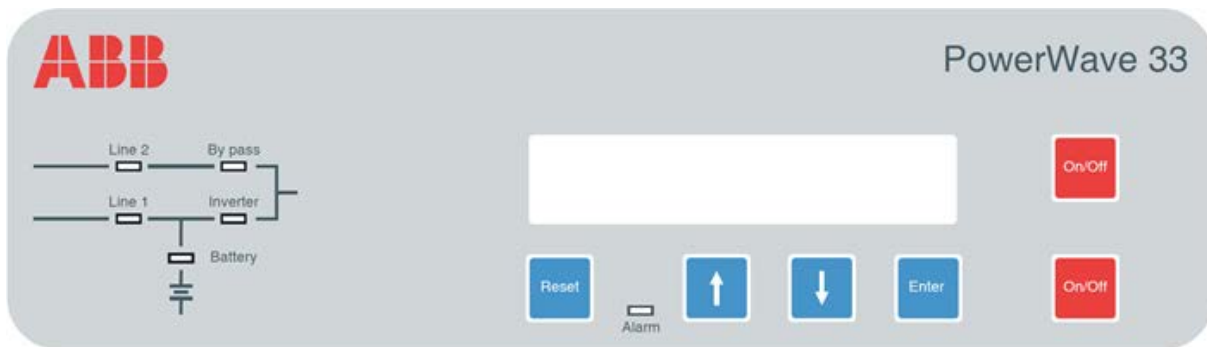 ABB
PowerWave 33
Line 2 By pass
On/Off
Line 1 Inverter
Battery
Reset Enter On/Off
Alarm